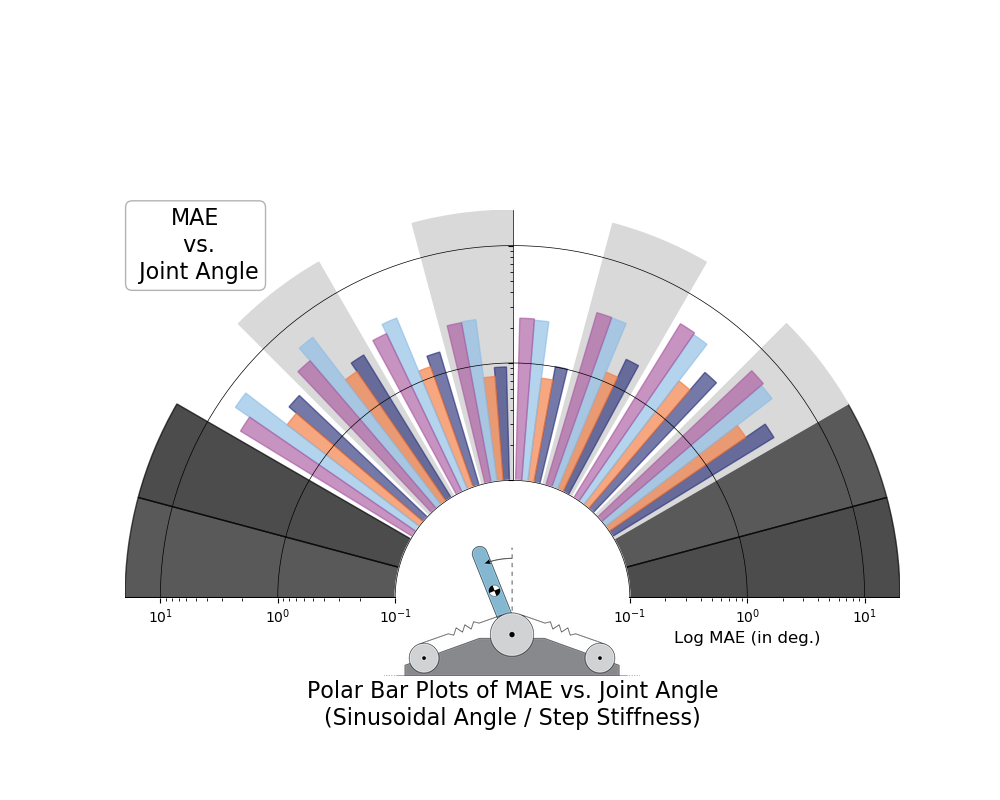 MAE
vs.
Joint Angle
10¹ 10⁰ 10⁻¹ 10⁻¹ 10⁰ 10¹
Log MAE (in deg.)
Polar Bar Plots of MAE vs. Joint Angle
(Sinusoidal Angle / Step Stiffness)